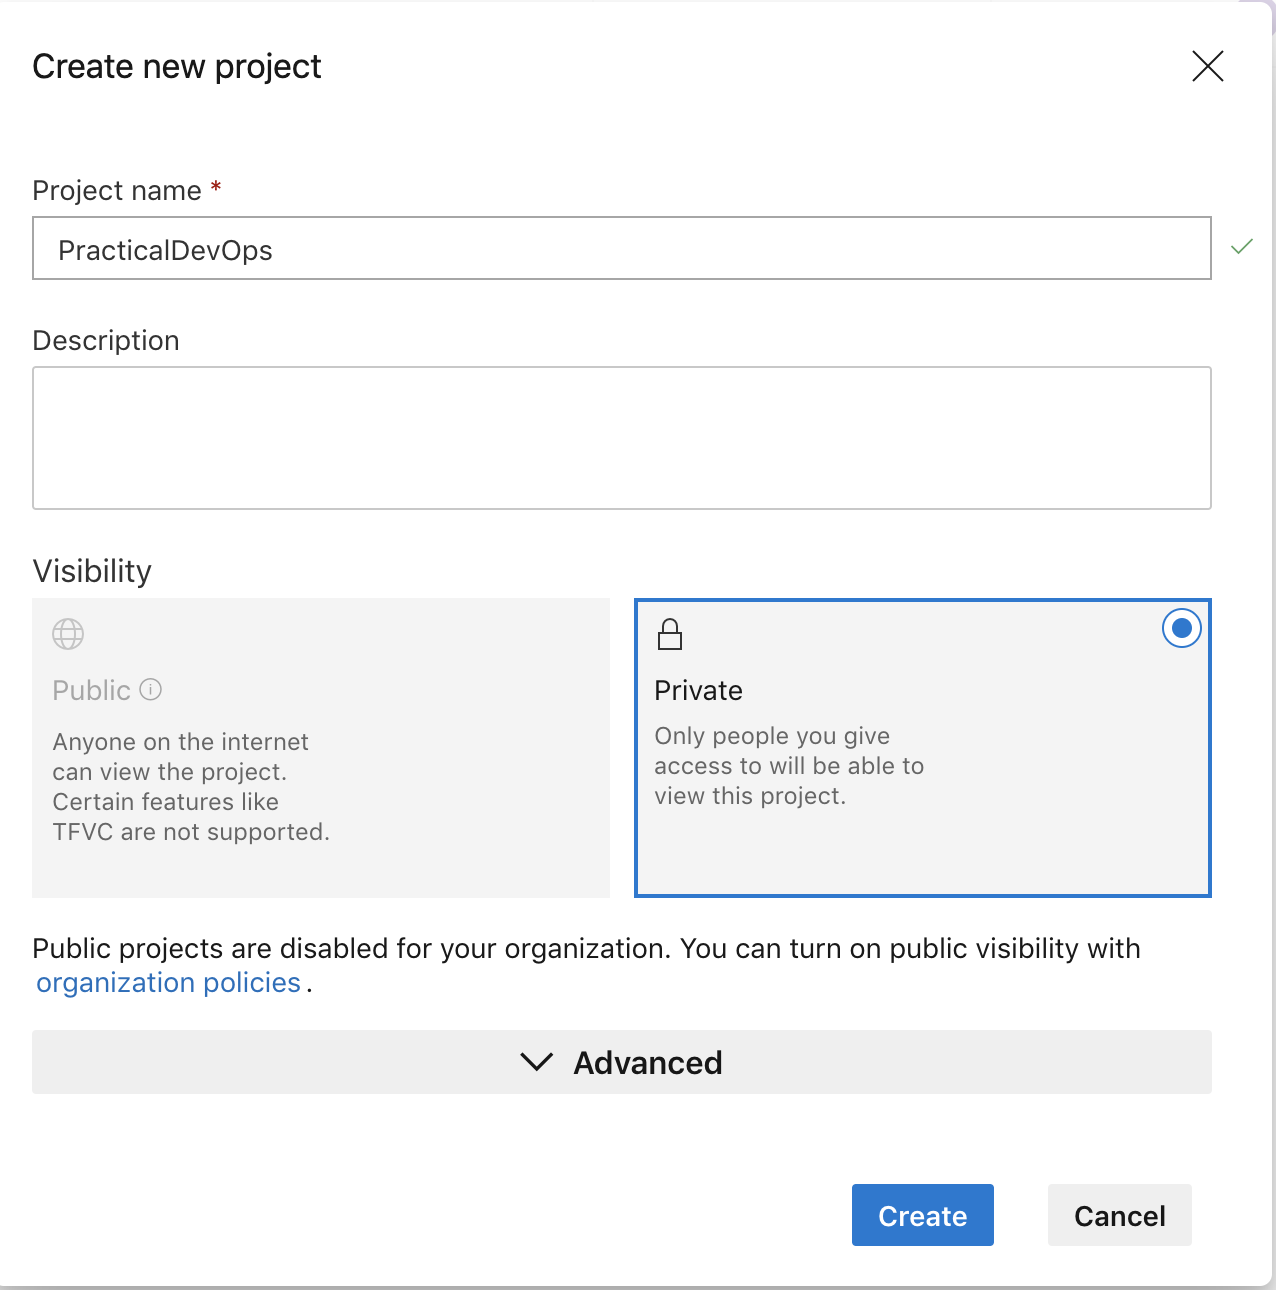 Create new project
Project name *
PracticalDevOps
Description
Visibility
Public
Anyone on the internet
can view the project.
Certain features like
TFVC are not supported.
Private
Only people you give
access to will be able to
view this project.
Public projects are disabled for your organization. You can turn on public visibility with
organization policies .
Advanced
Create
Cancel